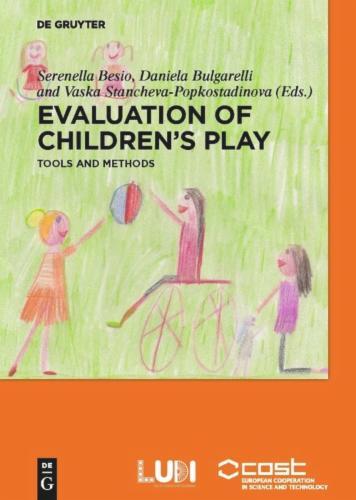 DE GRUYTER
Serenella Besio, Daniela Bulgarelli
and Vaska Stancheva-Popkostadinova (Eds.)
EVALUATION OF
CHILDREN'S PLAY
TOOLS AND METHODS
DE
G
LUDI
cost
EUROPEAN COOPERATION
IN SCIENCE AND TECHNOLOGY